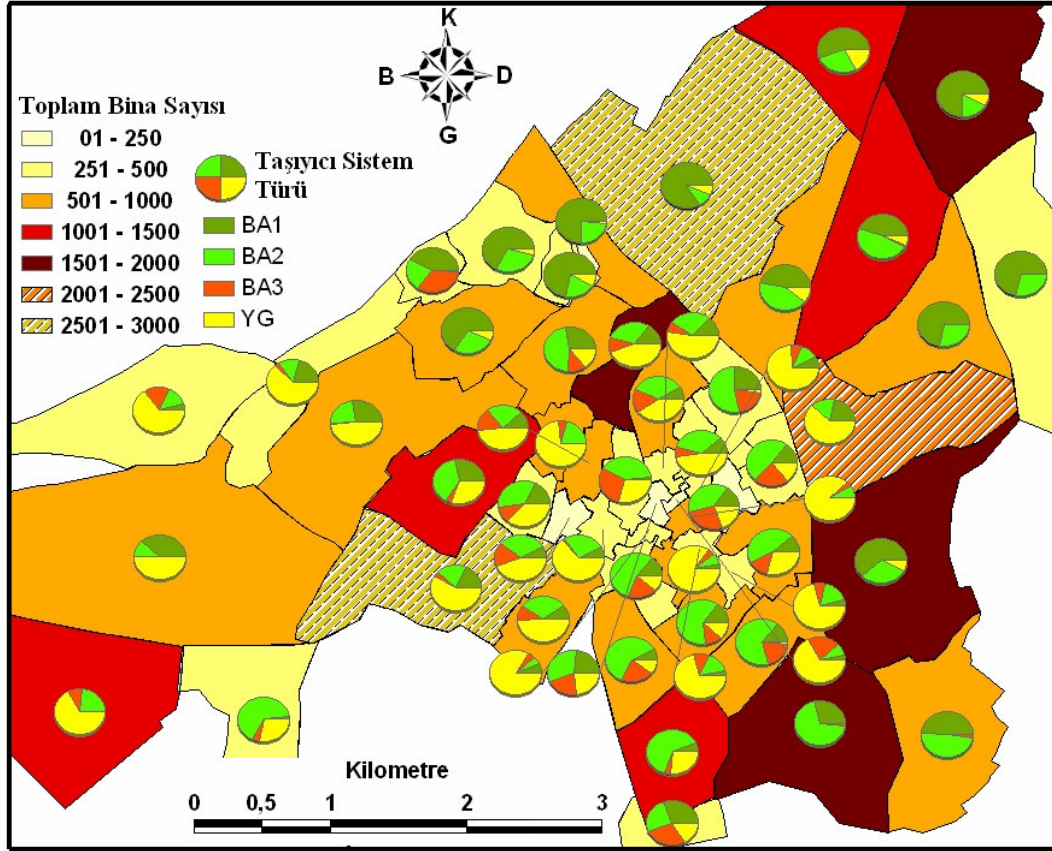 K
B
D
G
Toplam Bina Sayısı
01 - 250
251 - 500
501 - 1000
1001 - 1500
1501 - 2000
2001 - 2500
2501 - 3000
Taşıyıcı Sistem
Türü
BA1
BA2
BA3
YG
Kilometre
0 0,5 1 2 3